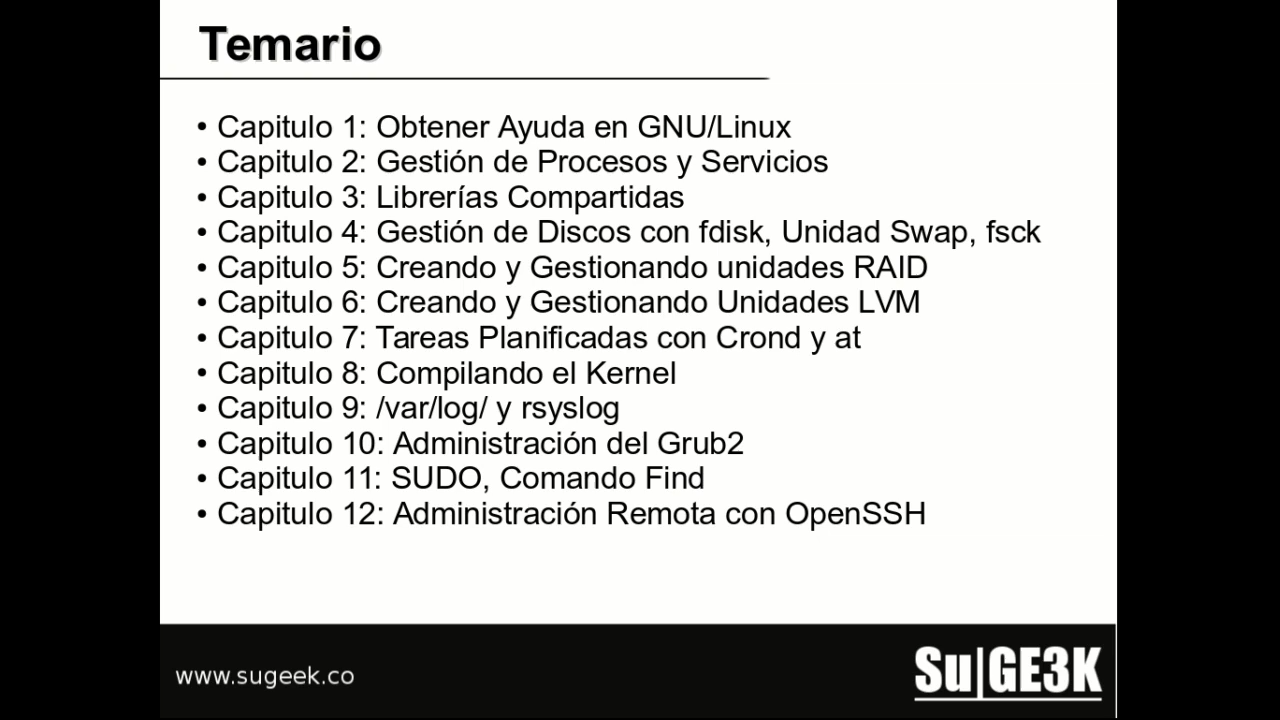 Temario
• Capitulo 1: Obtener Ayuda en GNU/Linux
• Capitulo 2: Gestión de Procesos y Servicios
• Capitulo 3: Librerías Compartidas
• Capitulo 4: Gestión de Discos con fdisk, Unidad Swap, fsck
• Capitulo 5: Creando y Gestionando unidades RAID
• Capitulo 6: Creando y Gestionando Unidades LVM
• Capitulo 7: Tareas Planificadas con Crond y at
• Capitulo 8: Compilando el Kernel
• Capitulo 9: /var/log/ y rsyslog
• Capitulo 10: Administración del Grub2
• Capitulo 11: SUDO, Comando Find
• Capitulo 12: Administración Remota con OpenSSH
www.sugeek.co
Su|GE3K